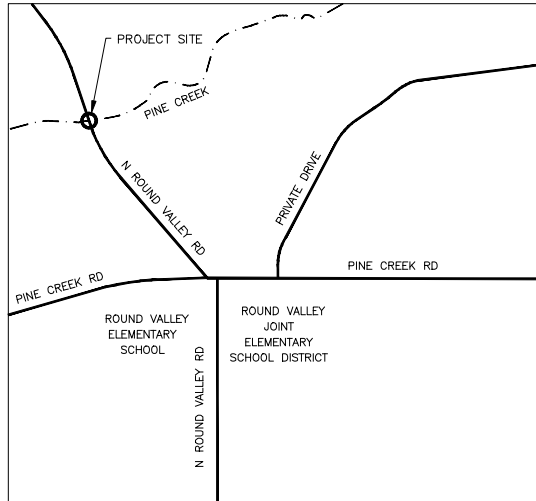 PROJECT SITE
PINE CREEK
N ROUND VALLEY RD
PRIVATE DRIVE
PINE CREEK RD
PINE CREEK RD
ROUND VALLEY
ELEMENTARY
SCHOOL
ROUND VALLEY
JOINT
ELEMENTARY
SCHOOL DISTRICT
N ROUND VALLEY RD